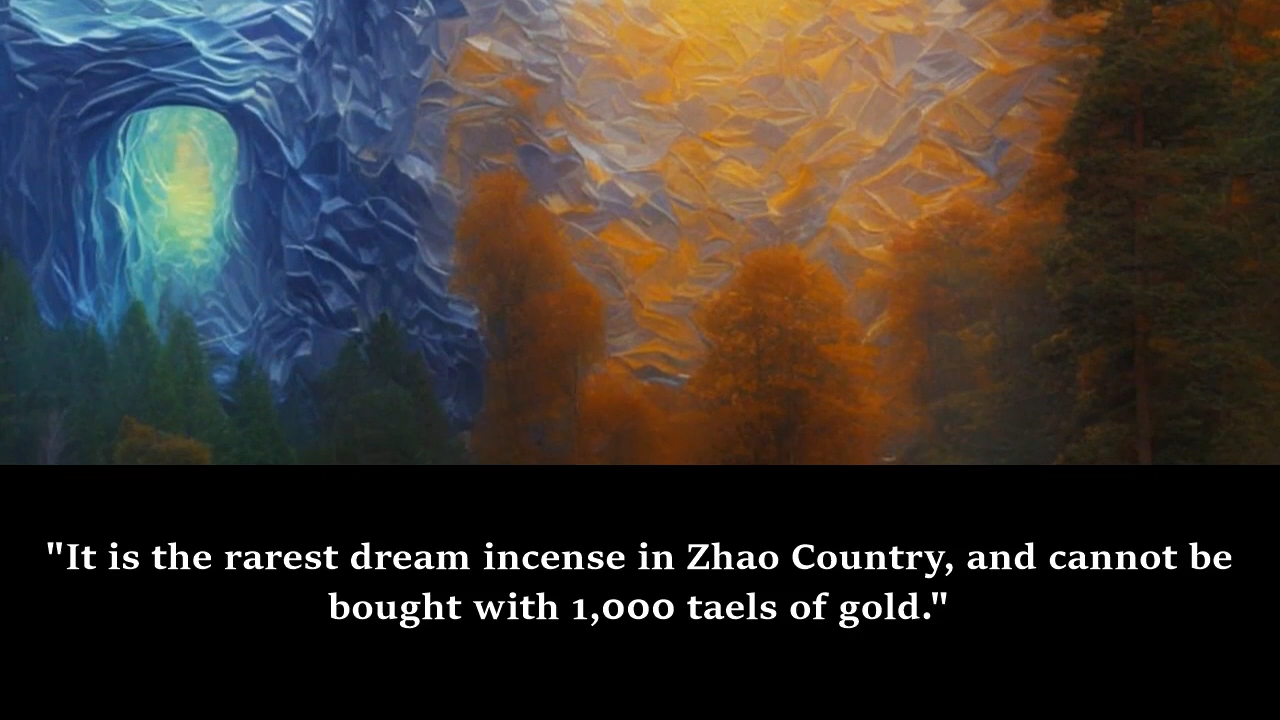 "It is the rarest dream incense in Zhao Country, and cannot be
bought with 1,000 taels of gold."